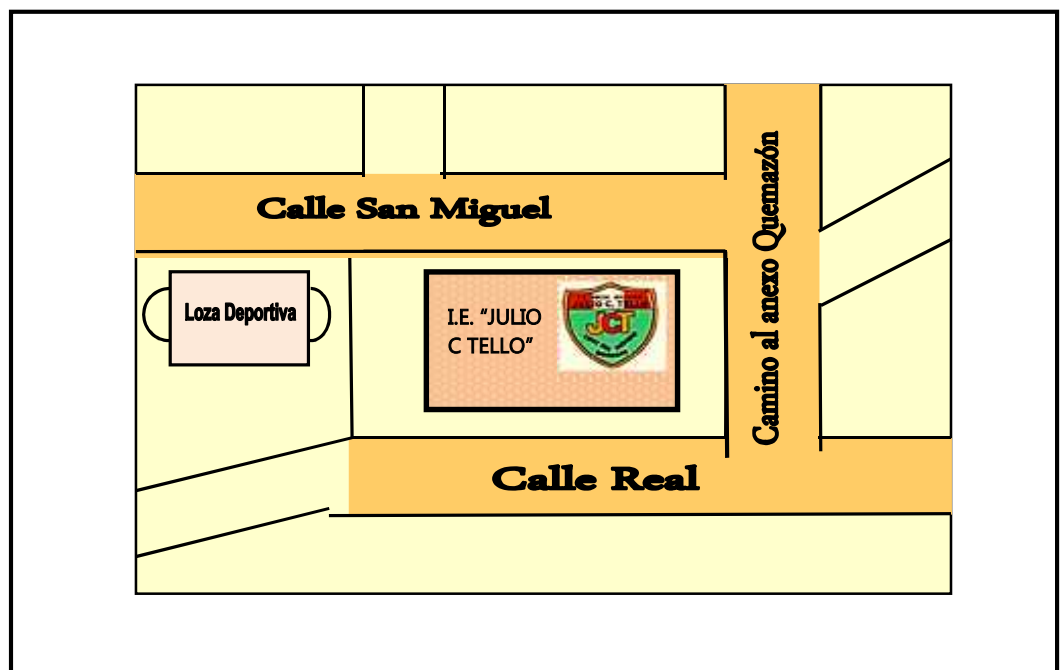 Calle San Miguel
Camino al anexo Quemazón
Loza Deportiva
I.E. “JULIO
C TELLO”
JCT
Calle Real